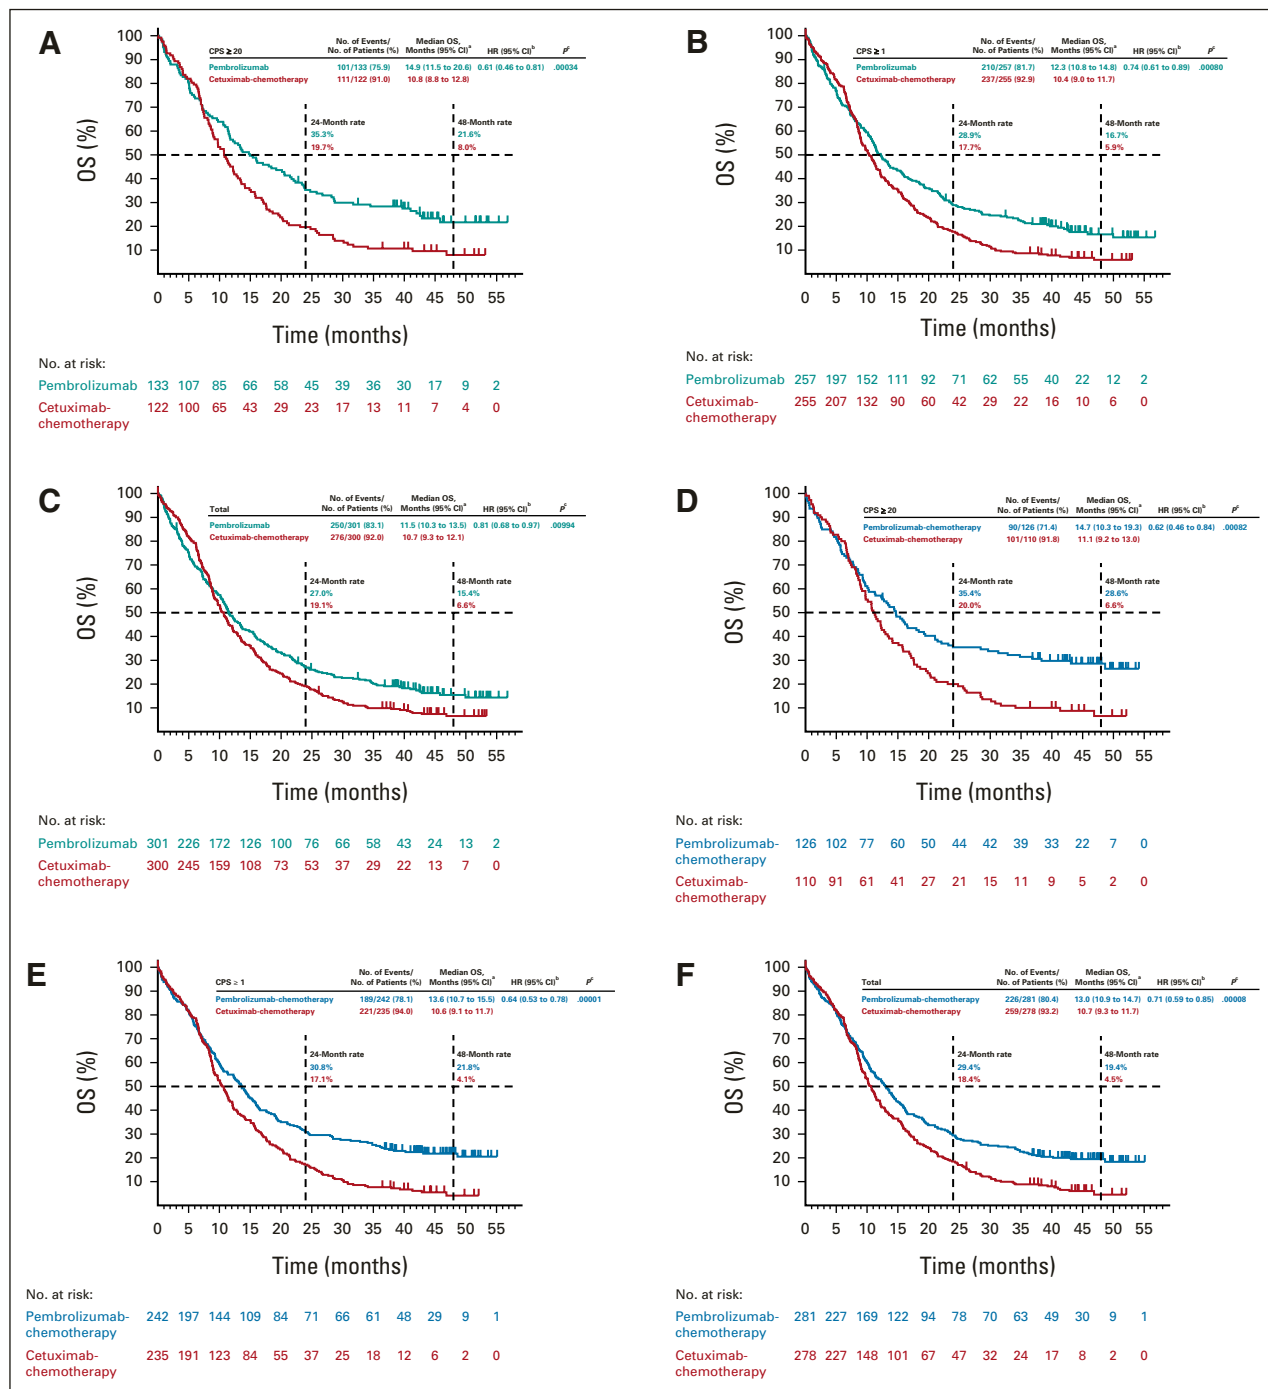 A
CPS ≥ 20 No. of Events/ No. of Patients (%) Median OS, Months (95% CI)a HR (95% CI)b Pc
Pembrolizumab 101/133 (75.9) 14.9 (11.5 to 20.6) 0.61 (0.46 to 0.81) .00034
Cetuximab-chemotherapy 111/122 (91.0) 10.8 (8.8 to 12.8)
24-Month rate
35.3%
19.7%
48-Month rate
21.6%
8.0%
OS (%)
100
90
80
70
60
50
40
30
20
10
0 5 10 15 20 25 30 35 40 45 50 55
Time (months)
No. at risk:
Pembrolizumab 133 107 85 66 58 45 39 36 30 17 9 2
Cetuximab- 122 100 65 43 29 23 17 13 11 7 4 0
chemotherapy
B
CPS ≥ 1 No. of Events/ No. of Patients (%) Median OS, Months (95% CI)a HR (95% CI)b Pc
Pembrolizumab 210/257 (81.7) 12.3 (10.8 to 14.8) 0.74 (0.61 to 0.89) .00080
Cetuximab-chemotherapy 237/255 (92.9) 10.4 (9.0 to 11.7)
24-Month rate
28.9%
17.7%
48-Month rate
16.7%
5.9%
OS (%)
100
90
80
70
60
50
40
30
20
10
0 5 10 15 20 25 30 35 40 45 50 55
Time (months)
No. at risk:
Pembrolizumab 257 197 152 111 92 71 62 55 40 22 12 2
Cetuximab- 255 207 132 90 60 42 29 22 16 10 6 0
chemotherapy
C
Total No. of Events/ No. of Patients (%) Median OS, Months (95% CI)a HR (95% CI)b Pc
Pembrolizumab 250/301 (83.1) 11.5 (10.3 to 13.5) 0.81 (0.68 to 0.97) .00994
Cetuximab-chemotherapy 276/300 (92.0) 10.7 (9.3 to 12.1)
24-Month rate
27.0%
19.1%
48-Month rate
15.4%
6.6%
OS (%)
100
90
80
70
60
50
40
30
20
10
0 5 10 15 20 25 30 35 40 45 50 55
Time (months)
No. at risk:
Pembrolizumab 301 226 172 126 100 76 66 58 43 24 13 2
Cetuximab- 300 245 159 108 73 53 37 29 22 13 7 0
chemotherapy
D
CPS ≥ 20 No. of Events/ No. of Patients (%) Median OS, Months (95% CI)a HR (95% CI)b Pc
Pembrolizumab-chemotherapy 90/126 (71.4) 14.7 (10.3 to 19.3) 0.62 (0.46 to 0.84) .00082
Cetuximab-chemotherapy 101/110 (91.8) 11.1 (9.2 to 13.0)
24-Month rate
35.4%
20.0%
48-Month rate
28.6%
6.6%
OS (%)
100
90
80
70
60
50
40
30
20
10
0 5 10 15 20 25 30 35 40 45 50 55
Time (months)
No. at risk:
Pembrolizumab- 126 102 77 60 50 44 42 39 33 22 7 0
chemotherapy
Cetuximab- 110 91 61 41 27 21 15 11 9 5 2 0
chemotherapy
E
CPS ≥ 1 No. of Events/ No. of Patients (%) Median OS, Months (95% CI)a HR (95% CI)b Pc
Pembrolizumab-chemotherapy 189/242 (78.1) 13.6 (10.7 to 15.5) 0.64 (0.53 to 0.78) .00001
Cetuximab-chemotherapy 221/235 (94.0) 10.6 (9.1 to 11.7)
24-Month rate
30.8%
17.1%
48-Month rate
21.8%
4.1%
OS (%)
100
90
80
70
60
50
40
30
20
10
0 5 10 15 20 25 30 35 40 45 50 55
Time (months)
No. at risk:
Pembrolizumab- 242 197 144 109 84 71 66 61 48 29 9 1
chemotherapy
Cetuximab- 235 191 123 84 55 37 25 18 12 6 2 0
chemotherapy
F
Total No. of Events/ No. of Patients (%) Median OS, Months (95% CI)a HR (95% CI)b Pc
Pembrolizumab-chemotherapy 226/281 (80.4) 13.0 (10.9 to 14.7) 0.71 (0.59 to 0.85) .00008
Cetuximab-chemotherapy 259/278 (93.2) 10.7 (9.3 to 11.7)
24-Month rate
29.4%
18.4%
48-Month rate
19.4%
4.5%
OS (%)
100
90
80
70
60
50
40
30
20
10
0 5 10 15 20 25 30 35 40 45 50 55
Time (months)
No. at risk:
Pembrolizumab- 281 227 169 122 94 78 70 63 49 30 9 1
chemotherapy
Cetuximab- 278 227 148 101 67 47 32 24 17 8 2 0
chemotherapy